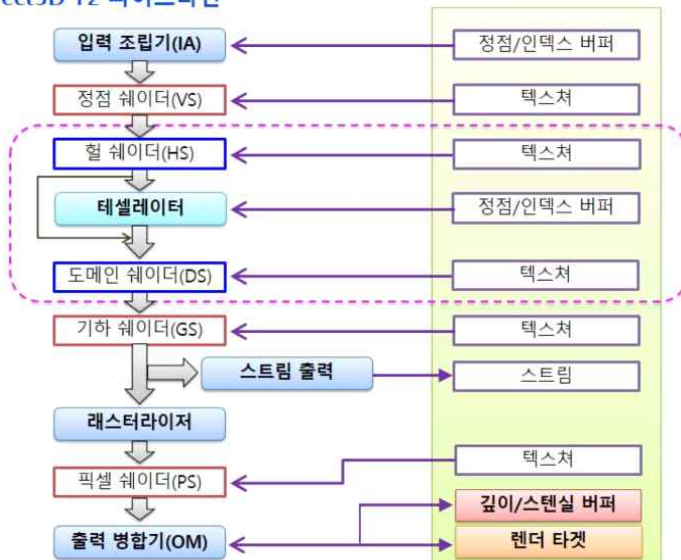 입력 조립기(IA)
정점/인덱스 버퍼
정점 쉐이더(VS)
텍스쳐
헐 쉐이더(HS)
텍스쳐
테셀레이터
정점/인덱스 버퍼
도메인 쉐이더(DS)
텍스쳐
기하 쉐이더(GS)
텍스쳐
스트림 출력
스트림
래스터라이저
픽셀 쉐이더(PS)
텍스쳐
깊이/스텐실 버퍼
출력 병합기(OM)
렌더 타겟